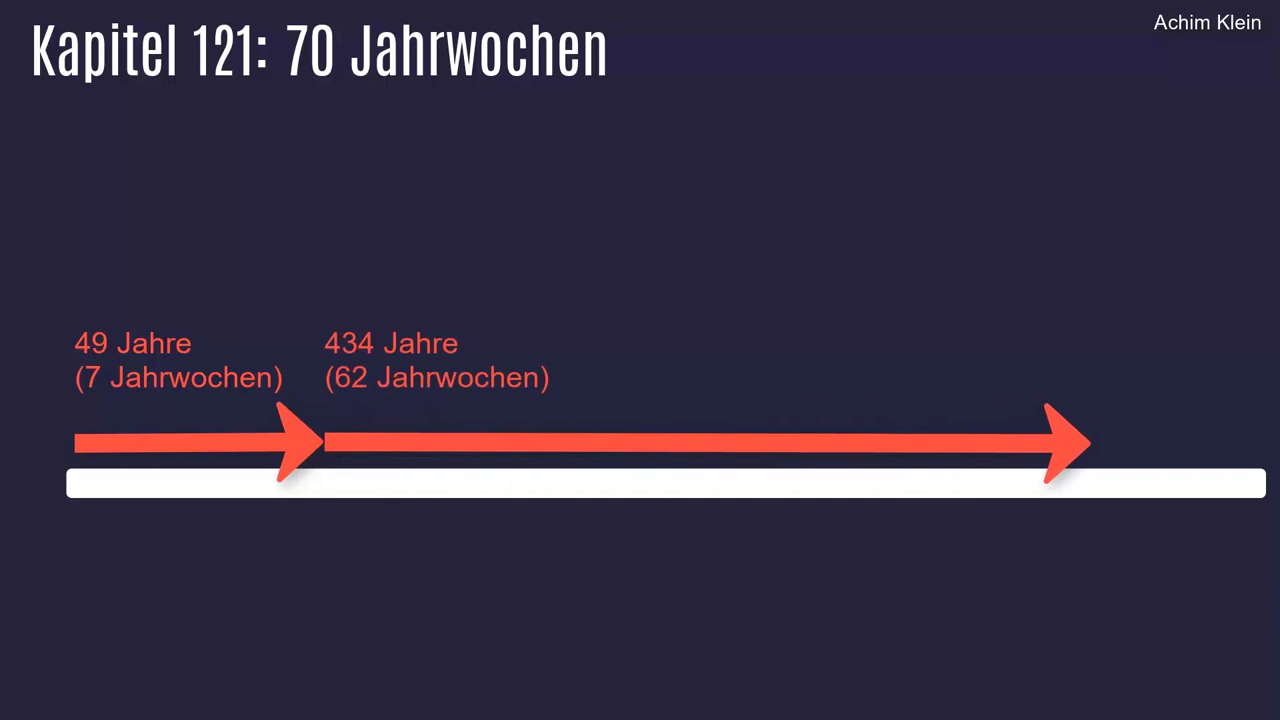 Kapitel 121: 70 Jahrwochen
Achim Klein
49 Jahre
(7 Jahrwochen)
434 Jahre
(62 Jahrwochen)